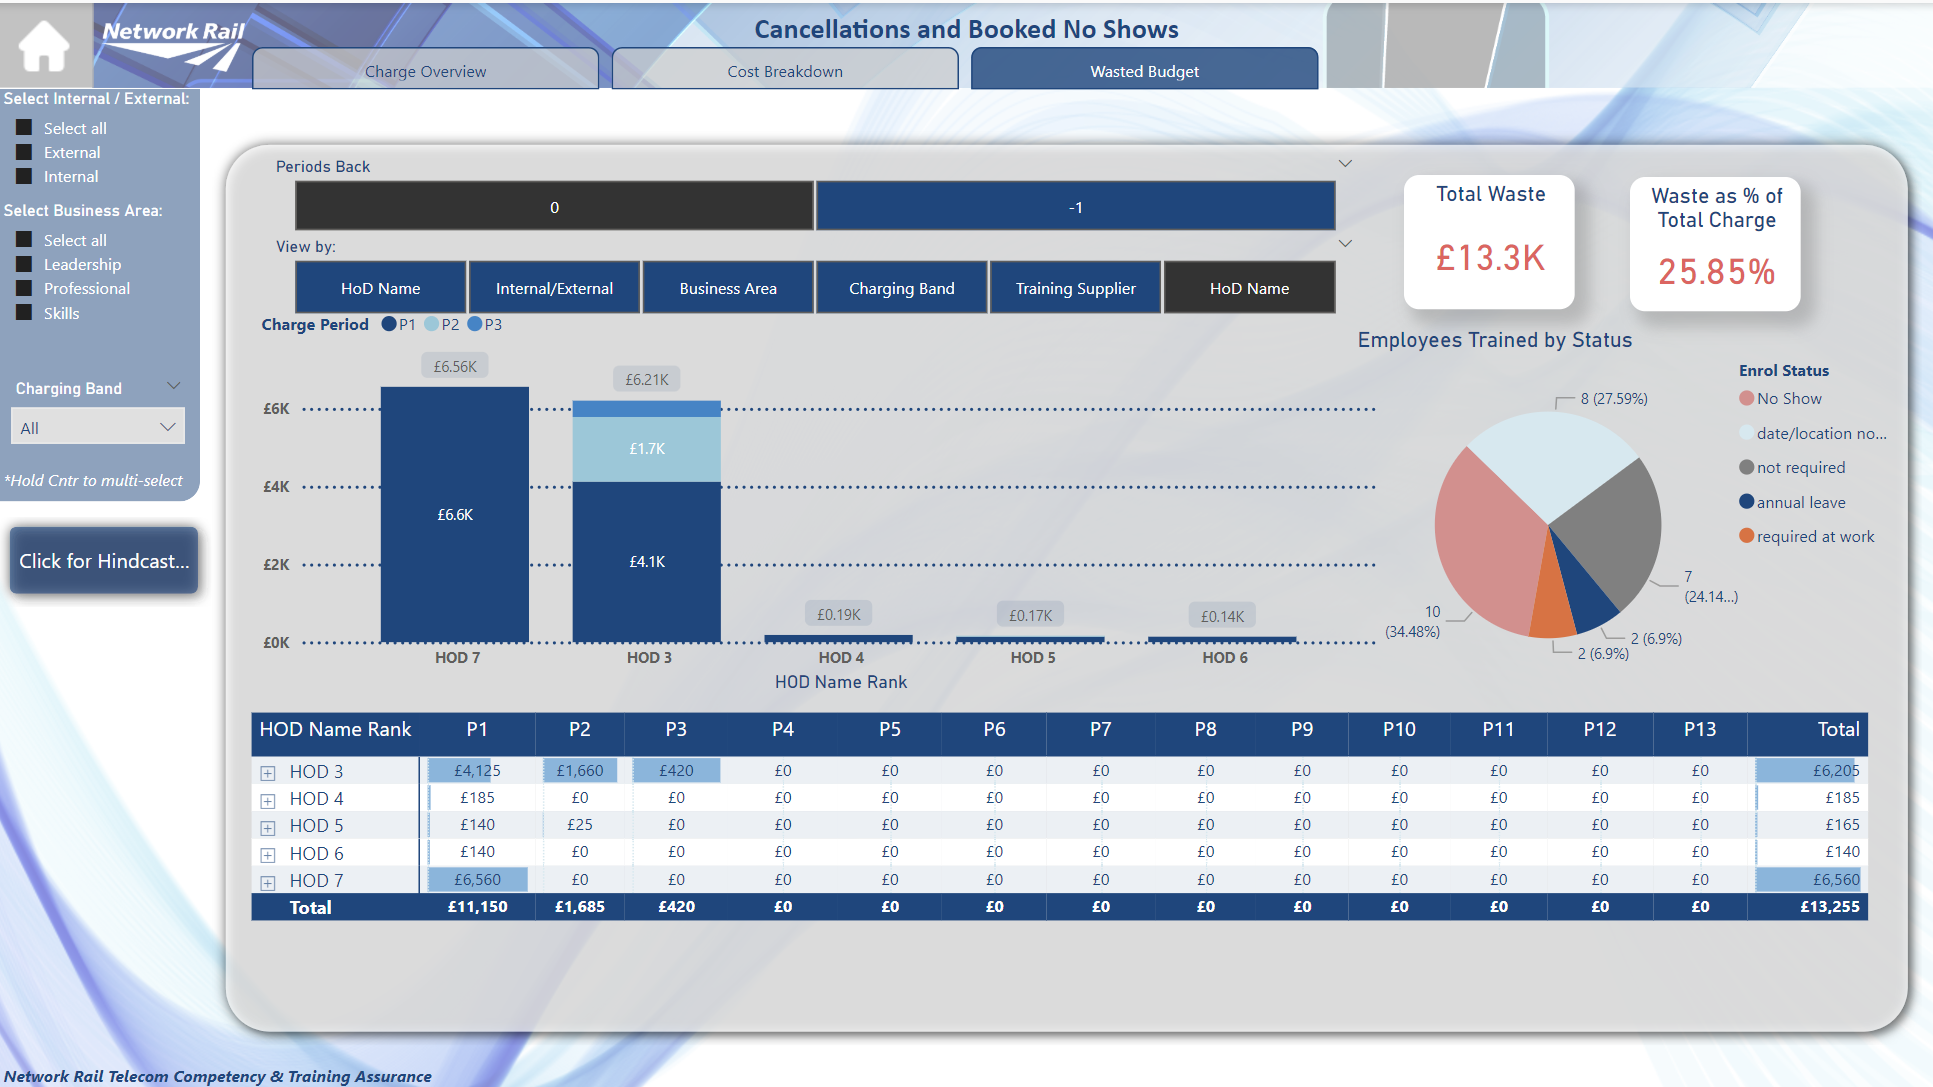 Network Rail
Cancellations and Booked No Shows
Charge Overview
Cost Breakdown
Wasted Budget
Select Internal / External:
Select all
External
Internal
Select Business Area:
Select all
Leadership
Professional
Skills
Charging Band
All
*Hold Cntr to multi-select
Click for Hindcast...
Periods Back
0
-1
View by:
HoD Name
Internal/External
Business Area
Charging Band
Training Supplier
HoD Name
Total Waste
£13.3K
Waste as % of
Total Charge
25.85%
Charge Period P1 P2 P3
£6K
£4K
£2K
£0K
£6.56K
£6.6K
£6.21K
£1.7K
£4.1K
£0.19K
£0.17K
£0.14K
HOD 7
HOD 3
HOD 4
HOD 5
HOD 6
HOD Name Rank
Employees Trained by Status
8 (27.59%)
7
(24.14...)
2 (6.9%)
2 (6.9%)
10
(34.48%)
Enrol Status
No Show
date/location no...
not required
annual leave
required at work
HOD Name Rank P1 P2 P3 P4 P5 P6 P7 P8 P9 P10 P11 P12 P13 Total
HOD 3 £4,125 £1,660 £420 £0 £0 £0 £0 £0 £0 £0 £0 £0 £0 £6,205
HOD 4 £185 £0 £0 £0 £0 £0 £0 £0 £0 £0 £0 £0 £0 £185
HOD 5 £140 £25 £0 £0 £0 £0 £0 £0 £0 £0 £0 £0 £0 £165
HOD 6 £140 £0 £0 £0 £0 £0 £0 £0 £0 £0 £0 £0 £0 £140
HOD 7 £6,560 £0 £0 £0 £0 £0 £0 £0 £0 £0 £0 £0 £0 £6,560
Total £11,150 £1,685 £420 £0 £0 £0 £0 £0 £0 £0 £0 £0 £0 £13,255
Network Rail Telecom Competency & Training Assurance